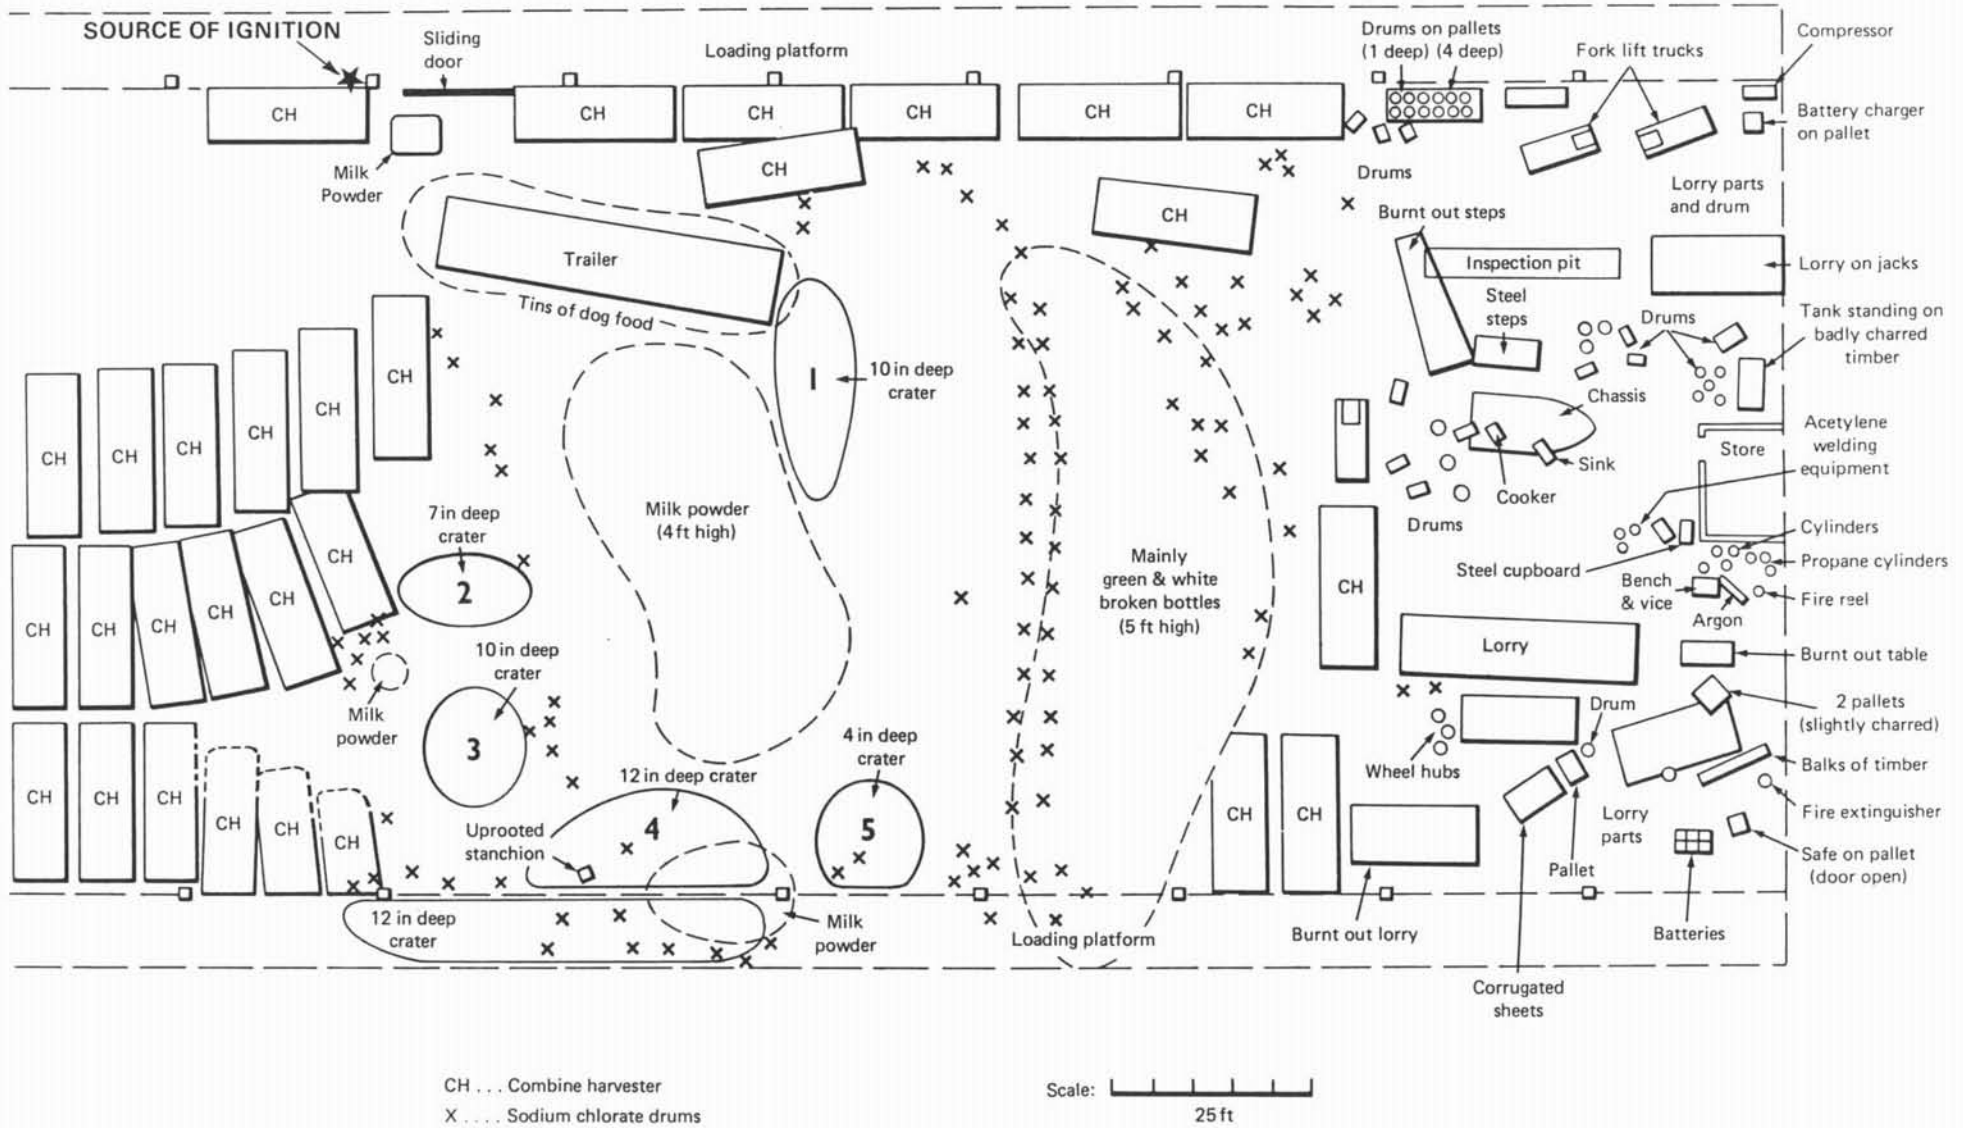 SOURCE OF IGNITION
Sliding
door
Loading platform
Drums on pallets
(1 deep) (4 deep)
Fork lift trucks
Compressor
CH
CH
CH
CH
CH
CH
Battery charger
on pallet
Milk
Powder
CH
Drums
Lorry parts
and drum
CH
Burnt out steps
Trailer
Inspection pit
Lorry on jacks
Tins of dog food
Steel
steps
Drums
Tank standing on
badly charred
timber
1
10 in deep
crater
CH
CH
CH
CH
CH
CH
Chassis
Acetylene
welding
equipment
Store
Sink
Cooker
7 in deep
crater
Milk powder
(4 ft high)
Drums
Cylinders
CH
2
Mainly
green & white
broken bottles
(5 ft high)
Steel cupboard
Propane cylinders
Bench
& vice
Fire reel
Argon
CH
CH
CH
CH
CH
CH
Lorry
Burnt out table
10 in deep
crater
Milk
powder
Drum
2 pallets
(slightly charred)
3
4 in deep
crater
12 in deep crater
Wheel hubs
Balks of timber
CH
CH
CH
CH
CH
CH
Uprooted
stanchion
4
5
CH
CH
Lorry
parts
Fire extinguisher
Pallet
Safe on pallet
(door open)
12 in deep
crater
Milk
powder
Loading platform
Burnt out lorry
Batteries
Corrugated
sheets
CH . . . Combine harvester
X . . . . Sodium chlorate drums
Scale:
25 ft